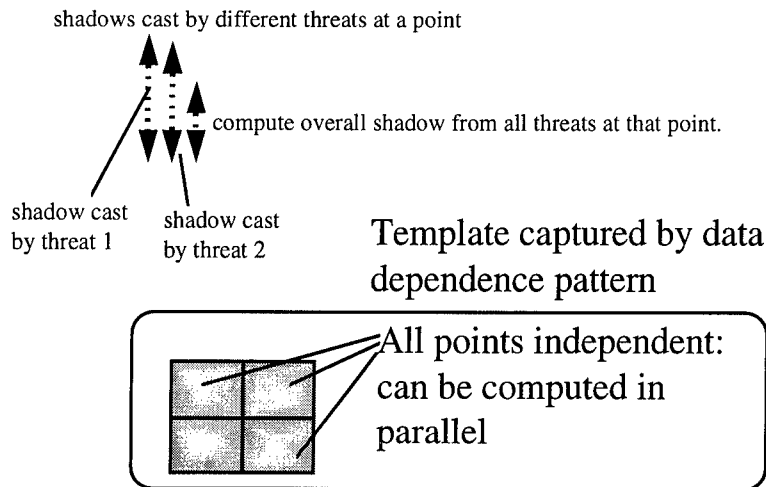 shadows cast by different threats at a point
compute overall shadow from all threats at that point.
shadow cast
by threat 1
shadow cast
by threat 2
Template captured by data
dependence pattern
All points independent:
can be computed in
parallel